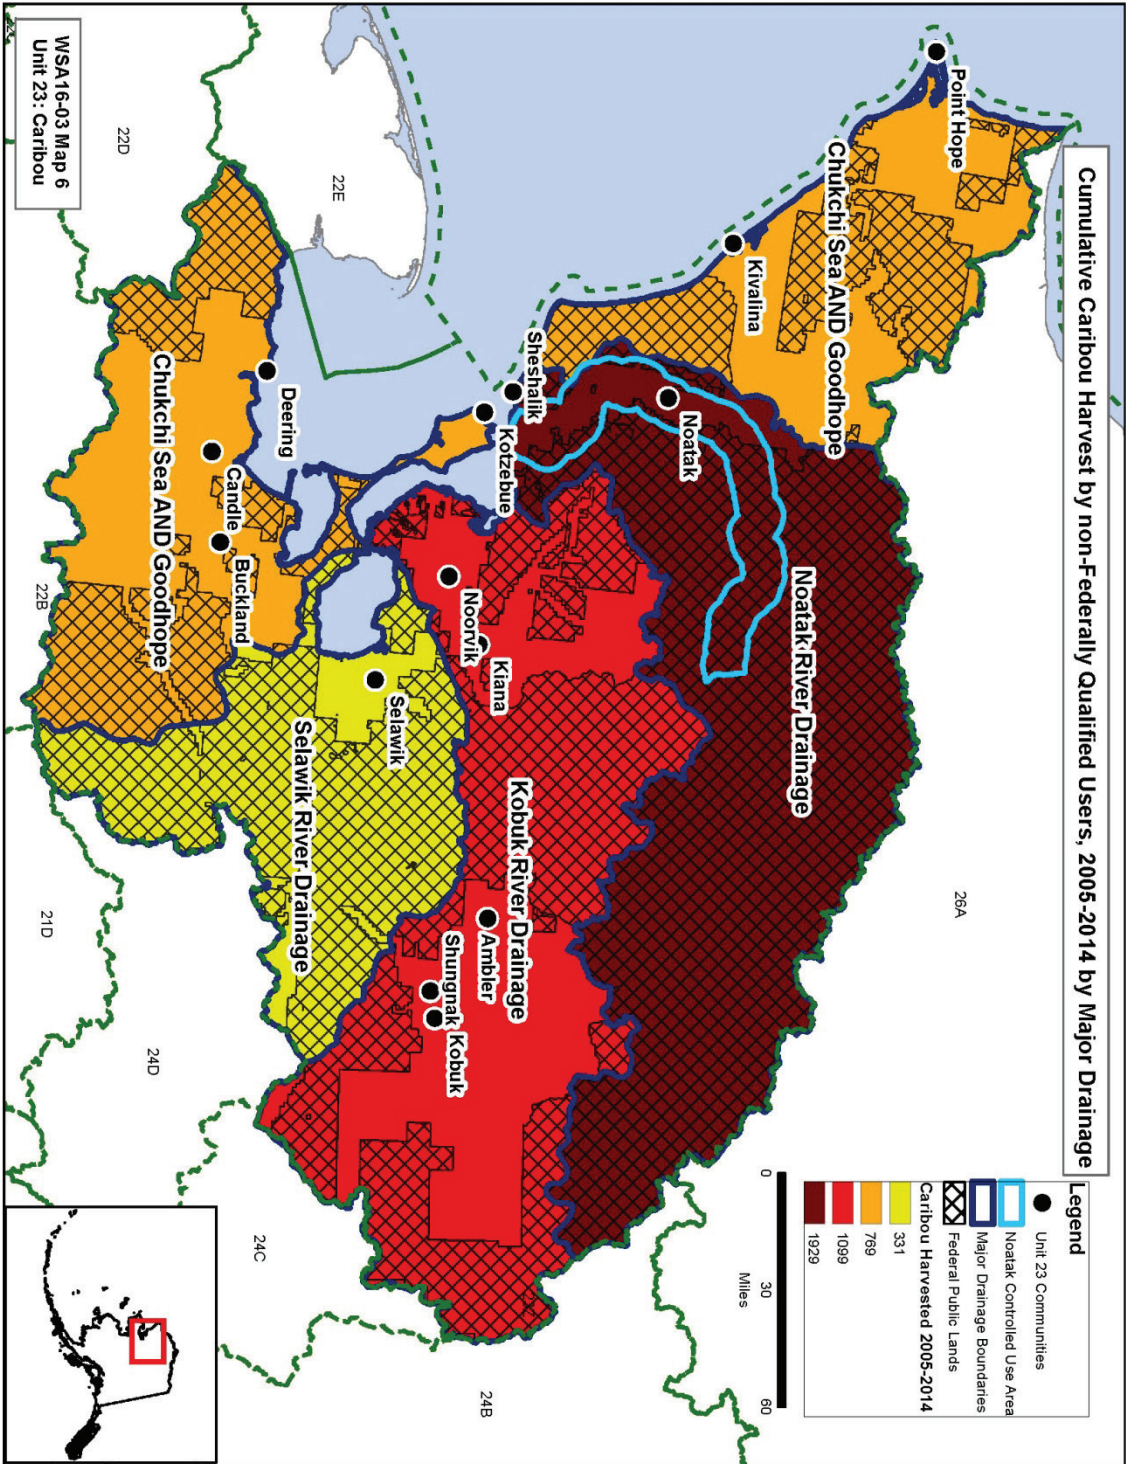 Cumulative Caribou Harvest by non-Federally Qualified Users, 2005-2014 by Major Drainage
Legend
Unit 23 Communities
Noatak Controlled Use Area
Major Drainage Boundaries
Federal Public Lands
Caribou Harvested 2005-2014
331
769
1099
1929
0
30
60
Miles
Point Hope
Chukchi Sea AND Goodhope
Kivalina
26A
Noatak
Noatak River Drainage
Sheshalik
Kotzebue
Noorvik
Kiana
Kobuk River Drainage
Ambler
Shungnak
Kobuk
Selawik
Selawik River Drainage
Deering
Candle
Buckland
Chukchi Sea AND Goodhope
22E
22D
22B
21D
24D
24C
24B
WSA16-03 Map 6
Unit 23: Caribou